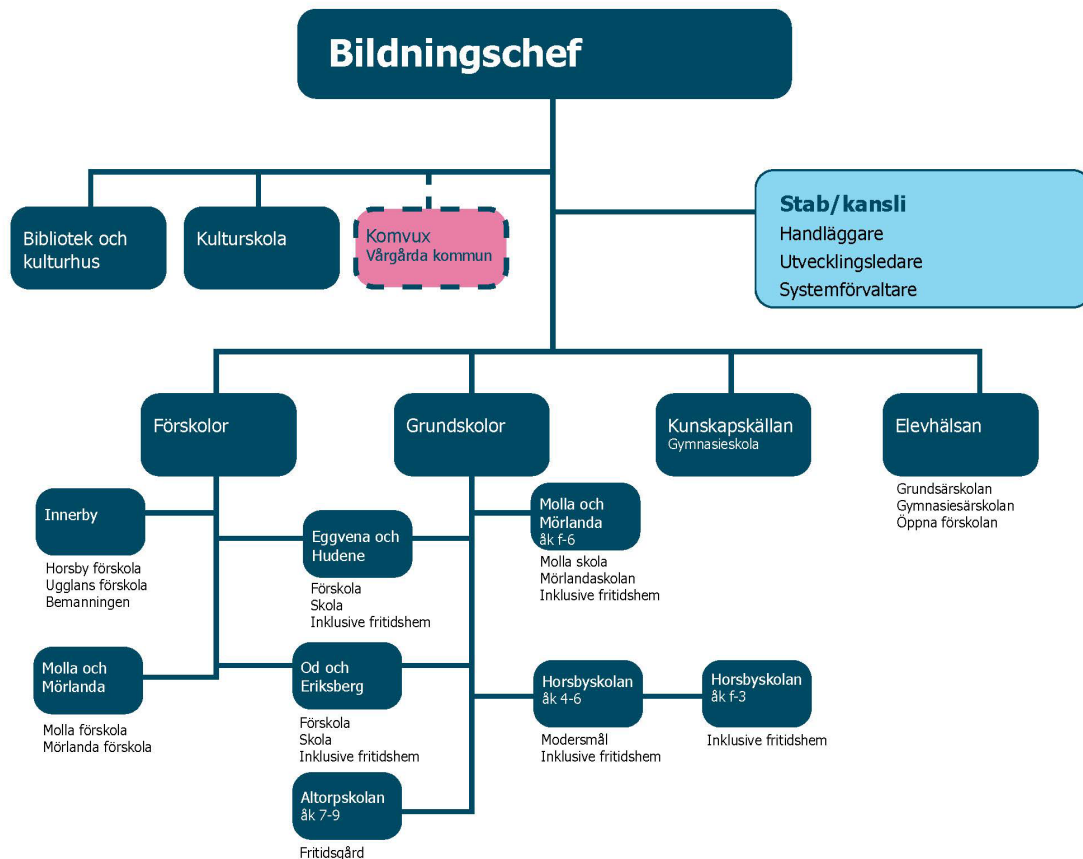 Bildningschef
Bibliotek och
kulturhus
Kulturskola
Komvux
Vårgårda kommun
Stab/kansli
Handläggare
Utvecklingsledare
Systemförvaltare
Förskolor
Grundskolor
Kunskapskällan
Gymnasieskola
Elevhälsan
Grundsärskolan
Gymnasiesärskolan
Öppna förskolan
Innerby
Horsby förskola
Ugglans förskola
Bemanningen
Eggvena och
Hudene
Förskola
Skola
Inklusive fritidshem
Molla och
Mörlanda
åk f-6
Molla skola
Mörlandaskolan
Inklusive fritidshem
Molla och
Mörlanda
Molla förskola
Mörlanda förskola
Od och
Eriksberg
Förskola
Skola
Inklusive fritidshem
Horsbyskolan
åk 4-6
Modersmål
Inklusive fritidshem
Horsbyskolan
åk f-3
Inklusive fritidshem
Altorpskolan
åk 7-9
Fritidsgård